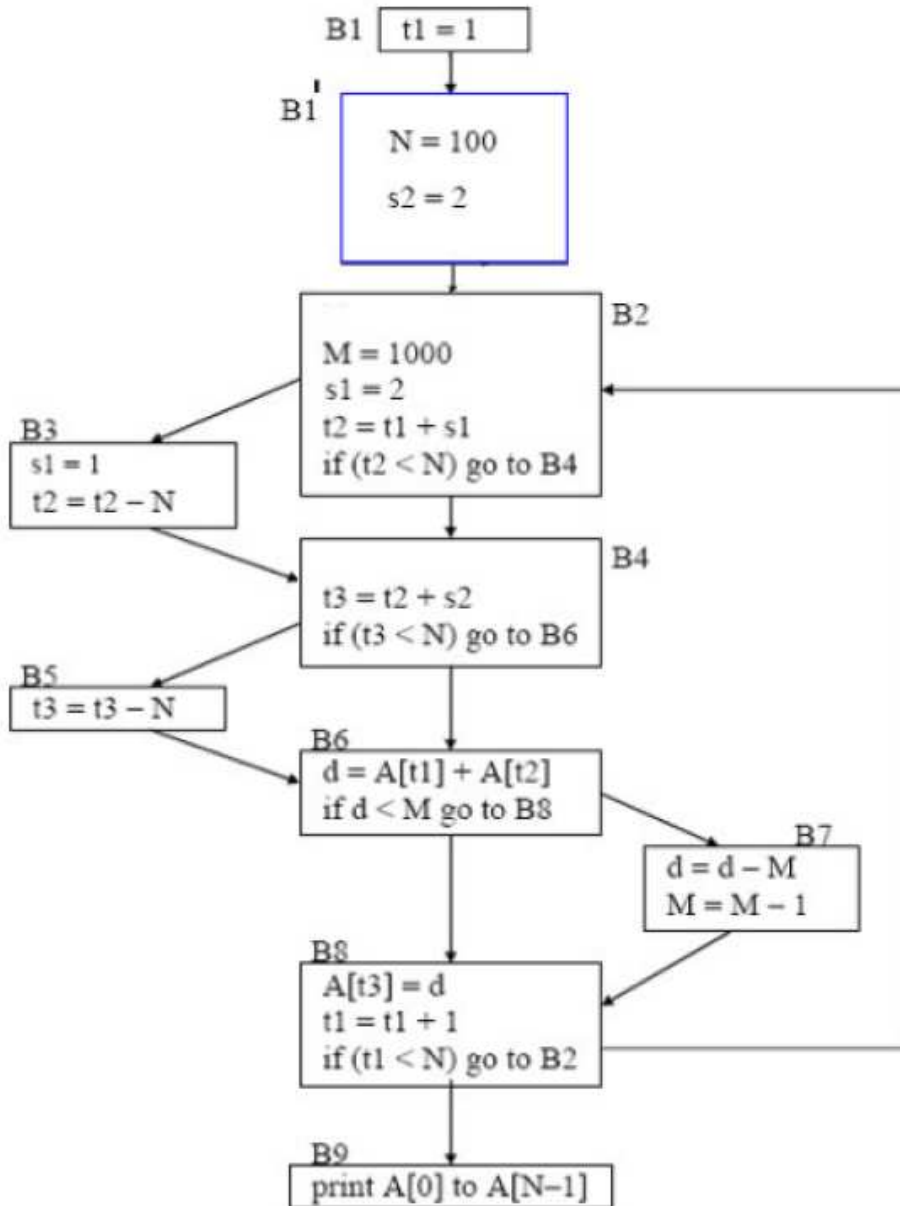 B1
t1 = 1
B1'
N = 100
s2 = 2
B2
M = 1000
s1 = 2
t2 = t1 + s1
if (t2 < N) go to B4
B3
s1 = 1
t2 = t2 – N
B4
t3 = t2 + s2
if (t3 < N) go to B6
B5
t3 = t3 – N
B6
d = A[t1] + A[t2]
if d < M go to B8
B7
d = d – M
M = M – 1
B8
A[t3] = d
t1 = t1 + 1
if (t1 < N) go to B2
B9
print A[0] to A[N–1]